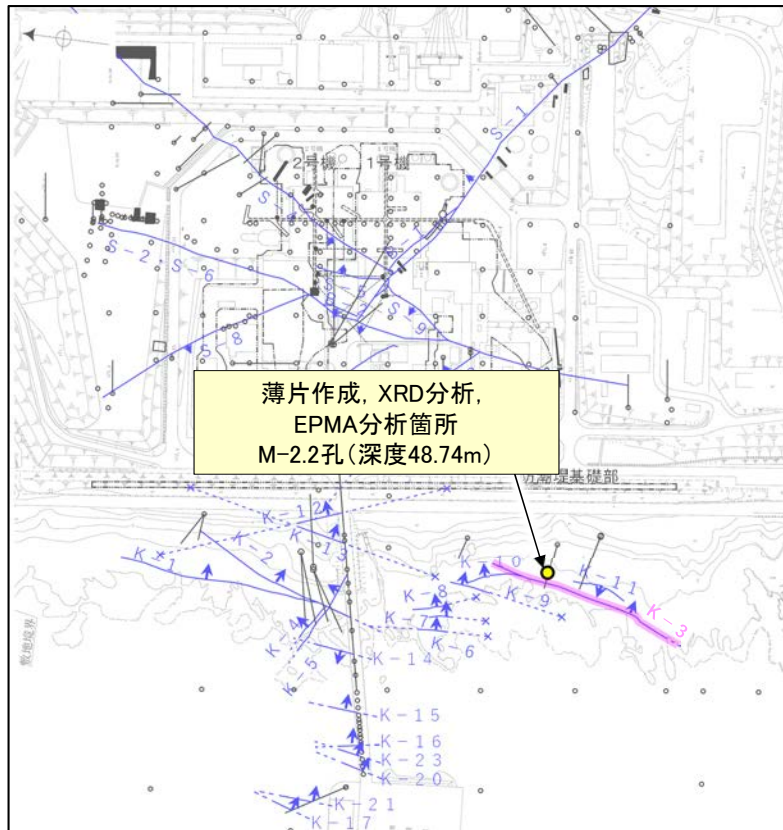 2号機
1号機
S-1
S-2, S-6
S-8
S-9
薄片作成, XRD分析,
EPMA分析箇所
M-2.2孔(深度48.74m)
防潮堤基礎部
K-12
K-13
K-2
K-1
K-10
K-11
K-8
K-9
K-3
K-7
K-6
K-4
K-5
K-14
敷地境界
K-15
K-16
K-23
K-20
K-21
K-17